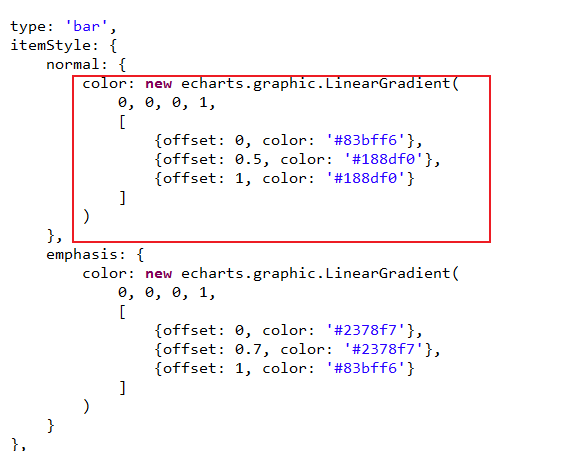 type: 'bar',
itemStyle: {
    normal: {
        color: new echarts.graphic.LinearGradient(
            0, 0, 0, 1,
            [
                {offset: 0, color: '#83bff6'},
                {offset: 0.5, color: '#188df0'},
                {offset: 1, color: '#188df0'}
            ]
        )
    },
    emphasis: {
        color: new echarts.graphic.LinearGradient(
            0, 0, 0, 1,
            [
                {offset: 0, color: '#2378f7'},
                {offset: 0.7, color: '#2378f7'},
                {offset: 1, color: '#83bff6'}
            ]
        )
    }
},